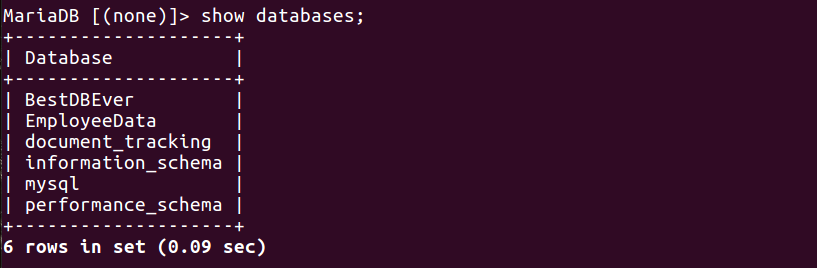 MariaDB [(none)]> show databases;
+--------------------+
| Database           |
+--------------------+
| BestDBEver         |
| EmployeeData       |
| document_tracking  |
| information_schema |
| mysql              |
| performance_schema |
+--------------------+
6 rows in set (0.09 sec)